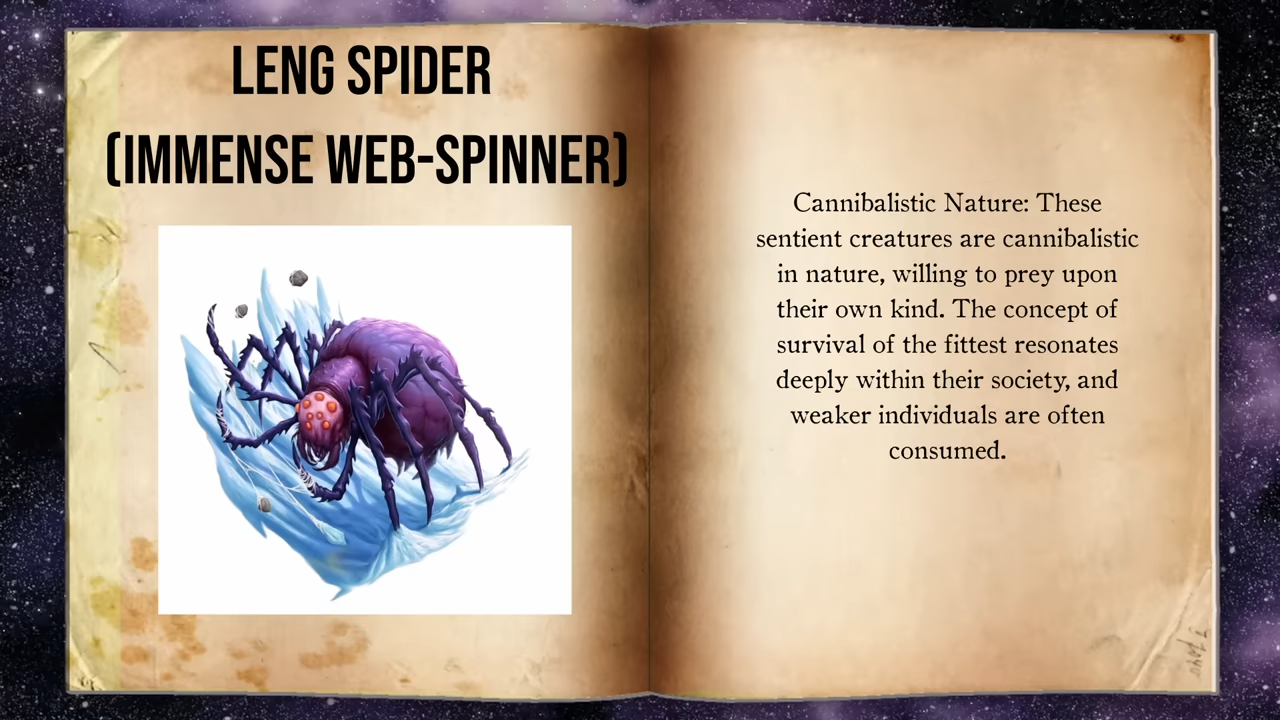 LENG SPIDER
(IMMENSE WEB-SPINNER)
Cannibalistic Nature: These
sentient creatures are cannibalistic
in nature, willing to prey upon
their own kind. The concept of
survival of the fittest resonates
deeply within their society, and
weaker individuals are often
consumed.